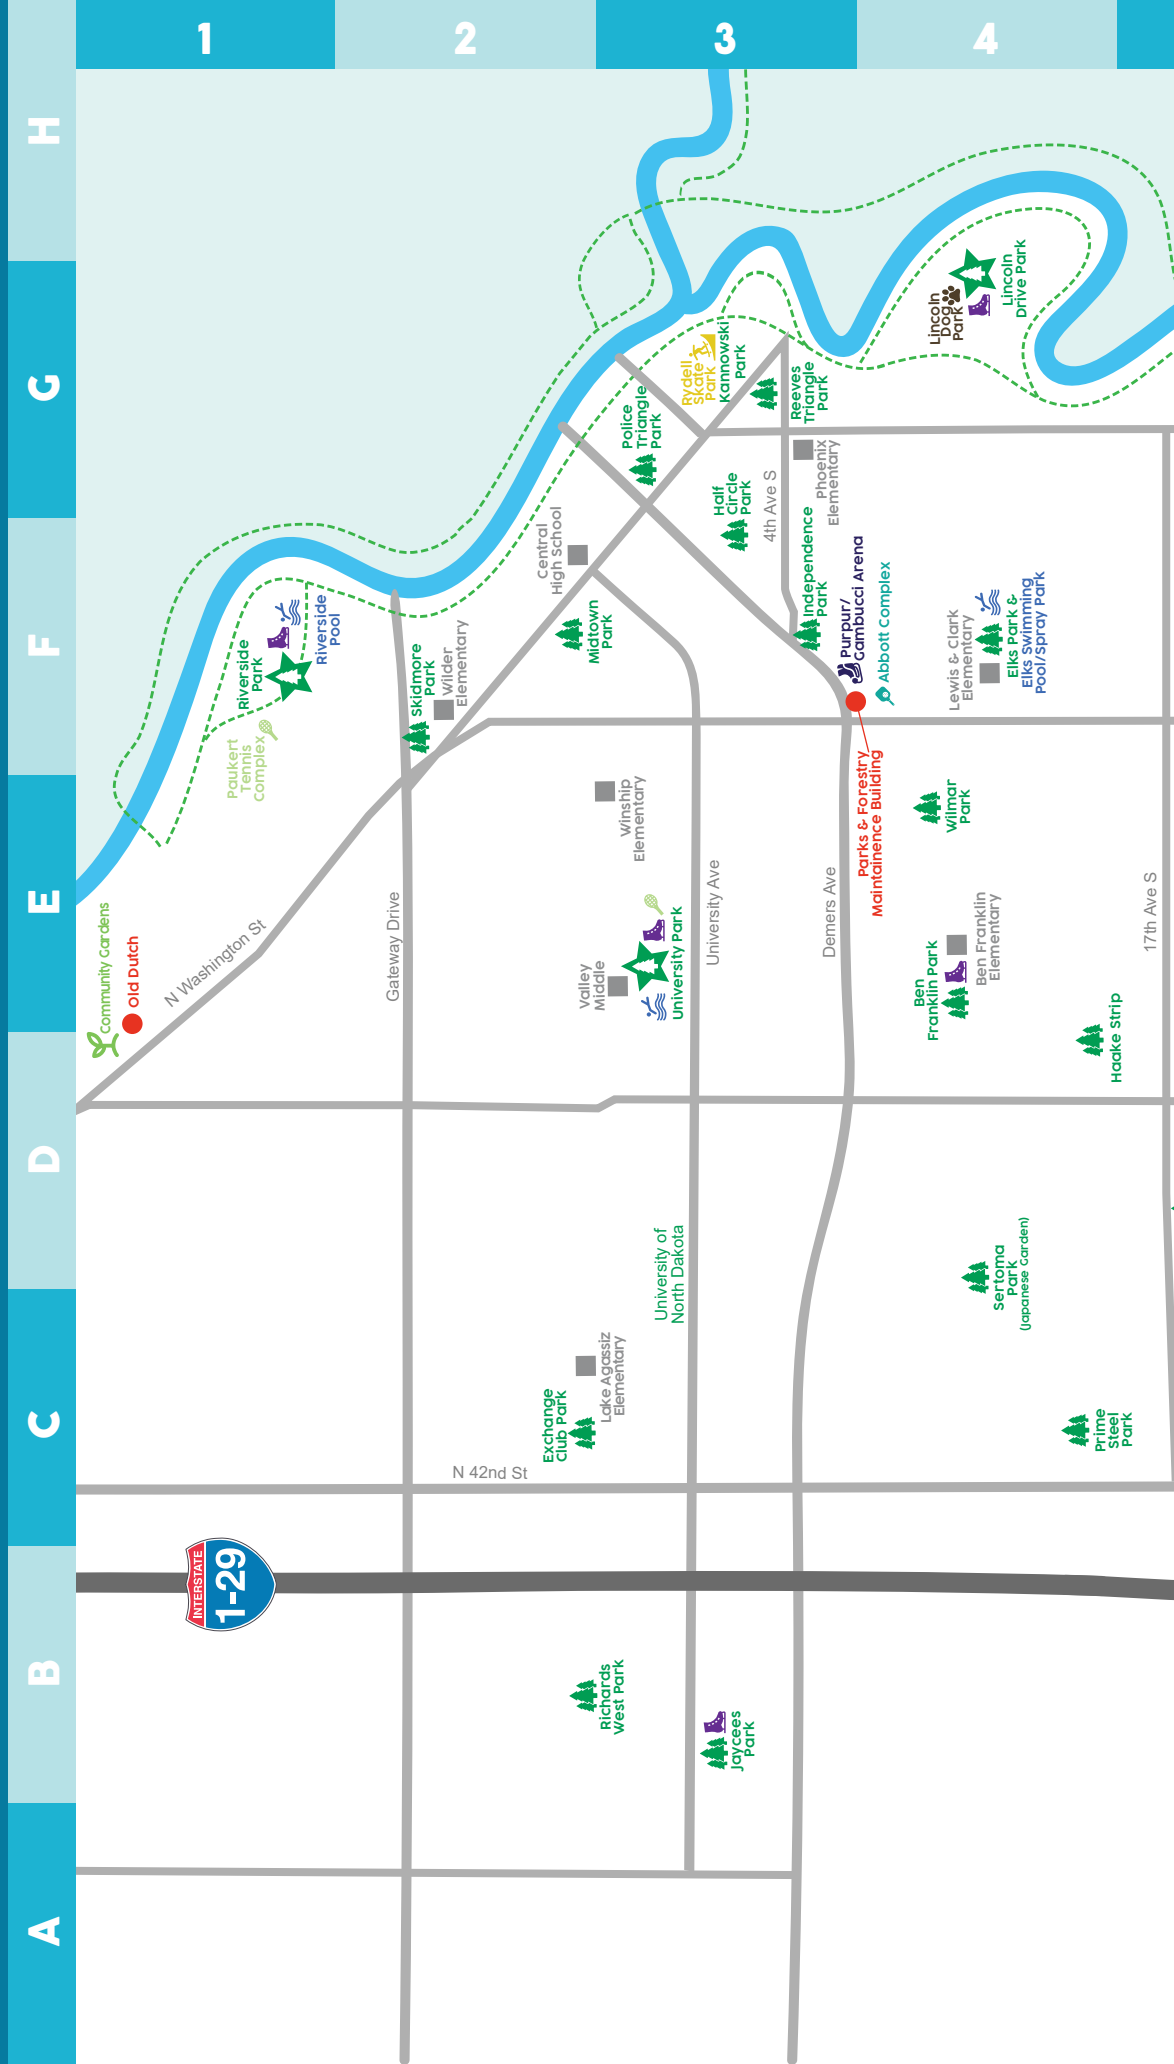 A
B
C
D
E
F
G
H
1
2
3
4
Community Gardens
Old Dutch
N Washington St
Gateway Drive
Paukert
Tennis
Complex
Riverside
Park
Riverside
Pool
Skidmore
Park
Wilder
Elementary
Central
High School
Midtown
Park
Winship
Elementary
Valley
Middle
University Park
University Ave
University of
North Dakota
Lake Agassiz
Elementary
Exchange
Club Park
N 42nd St
INTERSTATE
1-29
Richards
West Park
Jaycees
Park
Police
Triangle
Park
Rydell
Skate
Park
Kannowski
Park
Reeves
Triangle
Park
Half
Circle
Park
4th Ave S
Phoenix
Elementary
Independence
Park
Purpur/
Gambucci Arena
Abbott Complex
Parks & Forestry
Maintainence Building
Demers Ave
Lincoln
Dog
Park
Lincoln
Drive Park
Lewis & Clark
Elementary
Elks Park &
Elks Swimming
Pool/Spray Park
Wilmar
Park
Ben
Franklin Park
Ben Franklin
Elementary
Haake Strip
17th Ave S
Sertoma
Park
(Japanese Garden)
Prime
Steel
Park